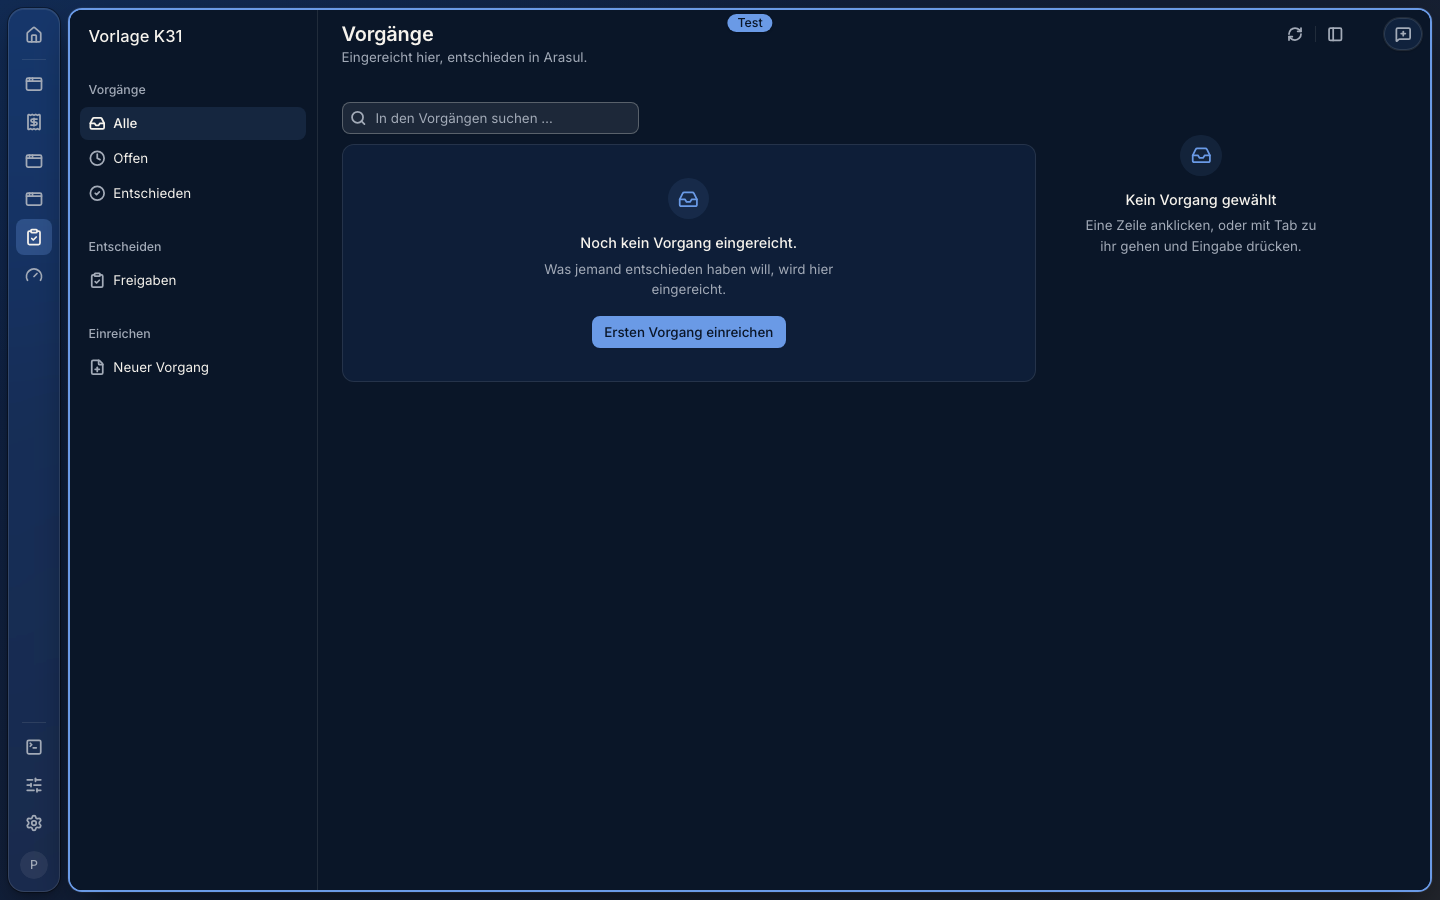 Vorlage K31
Vorgänge
Alle
Offen
Entschieden
Entscheiden
Freigaben
Einreichen
Neuer Vorgang
P
Test
Vorgänge
Eingereicht hier, entschieden in Arasul.
In den Vorgängen suchen ...
Noch kein Vorgang eingereicht.
Was jemand entschieden haben will, wird hier
eingereicht.
Ersten Vorgang einreichen
Kein Vorgang gewählt
Eine Zeile anklicken, oder mit Tab zu
ihr gehen und Eingabe drücken.